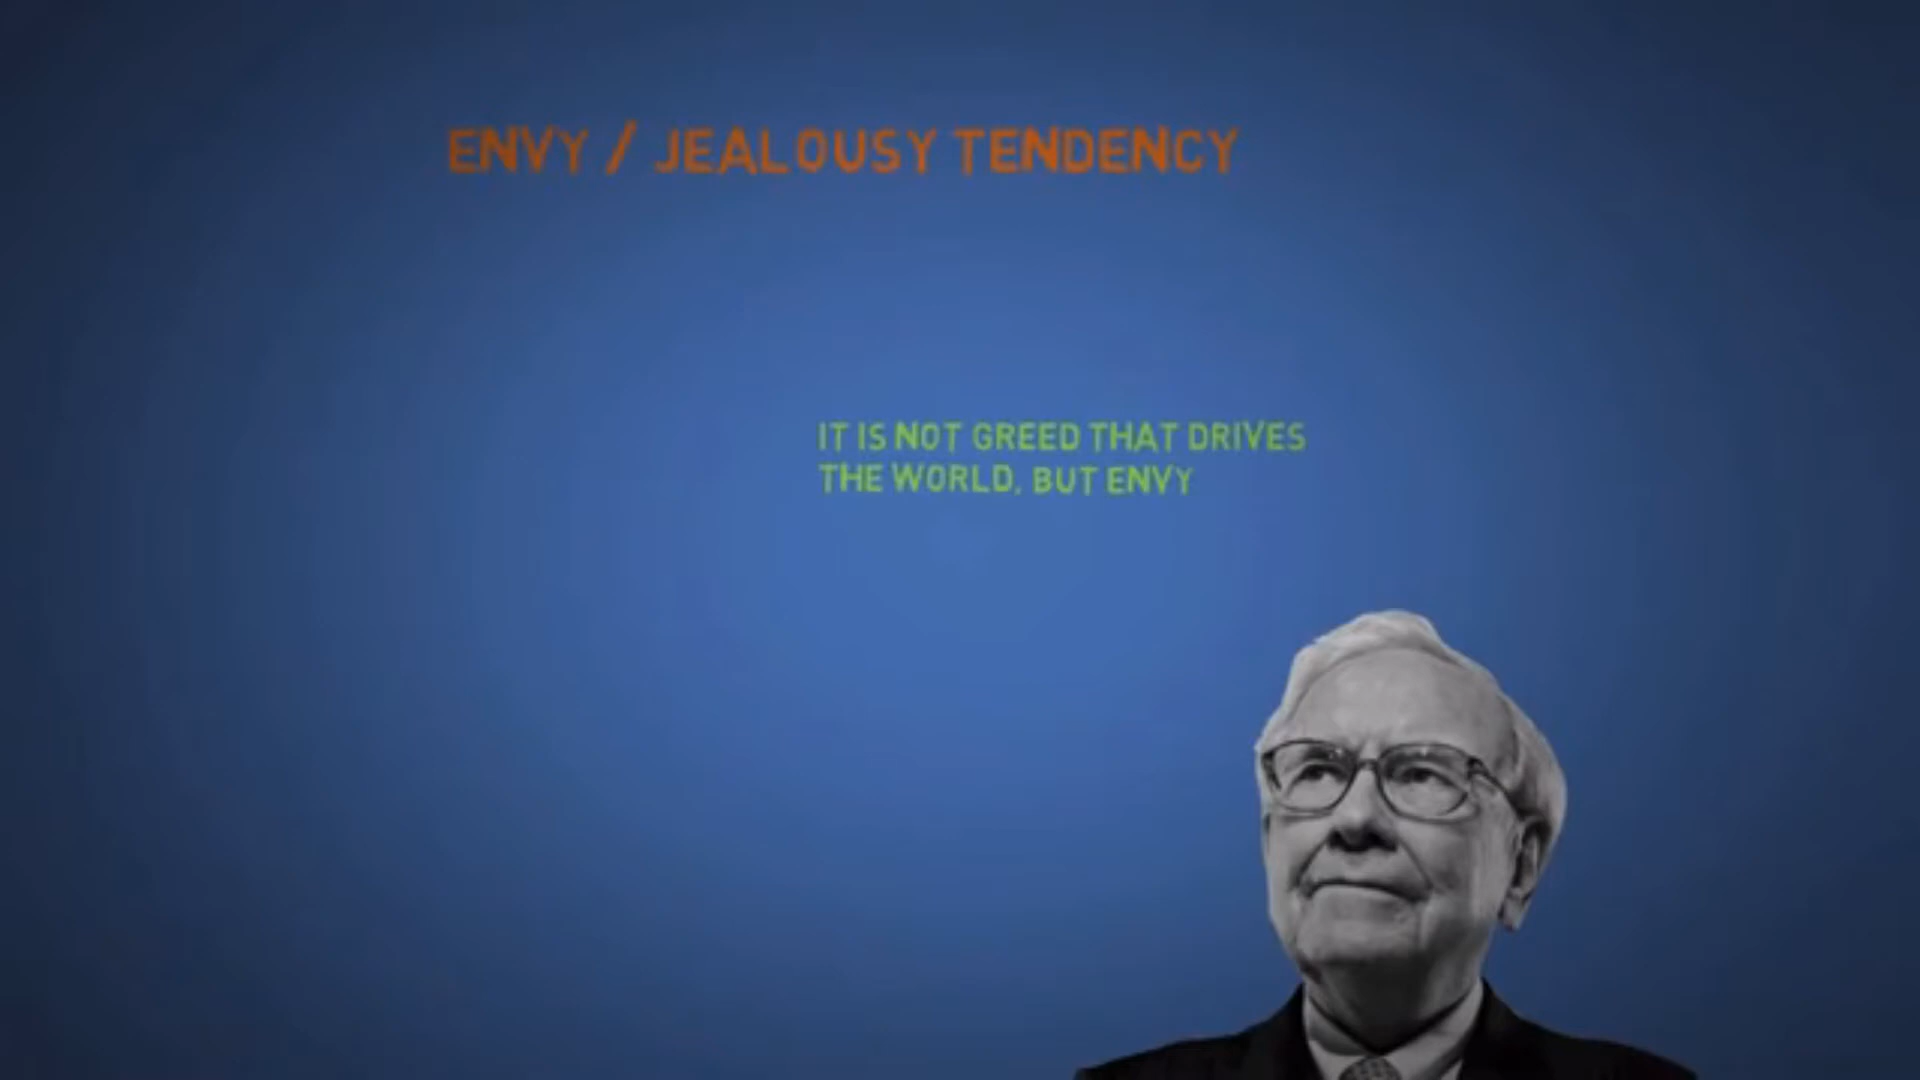 ENVY / JEALOUSY TENDENCY
IT IS NOT GREED THAT DRIVES
THE WORLD, BUT ENVY